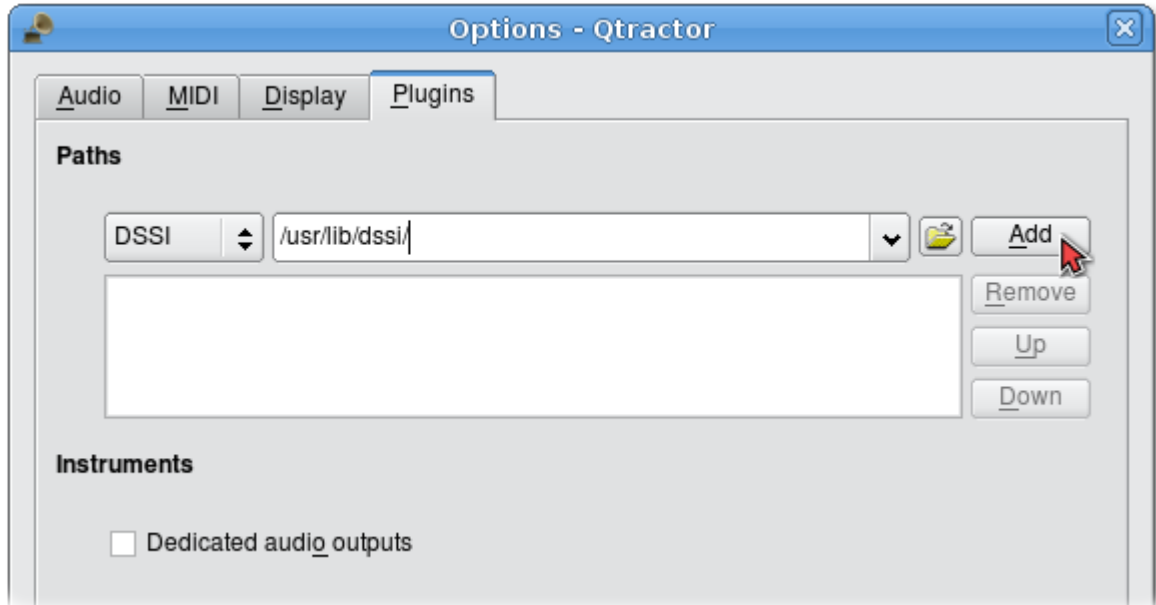 Options - Qtractor
Audio MIDI Display Plugins
Paths
DSSI /usr/lib/dssi/ Add
Remove
Up
Down
Instruments
Dedicated audio outputs